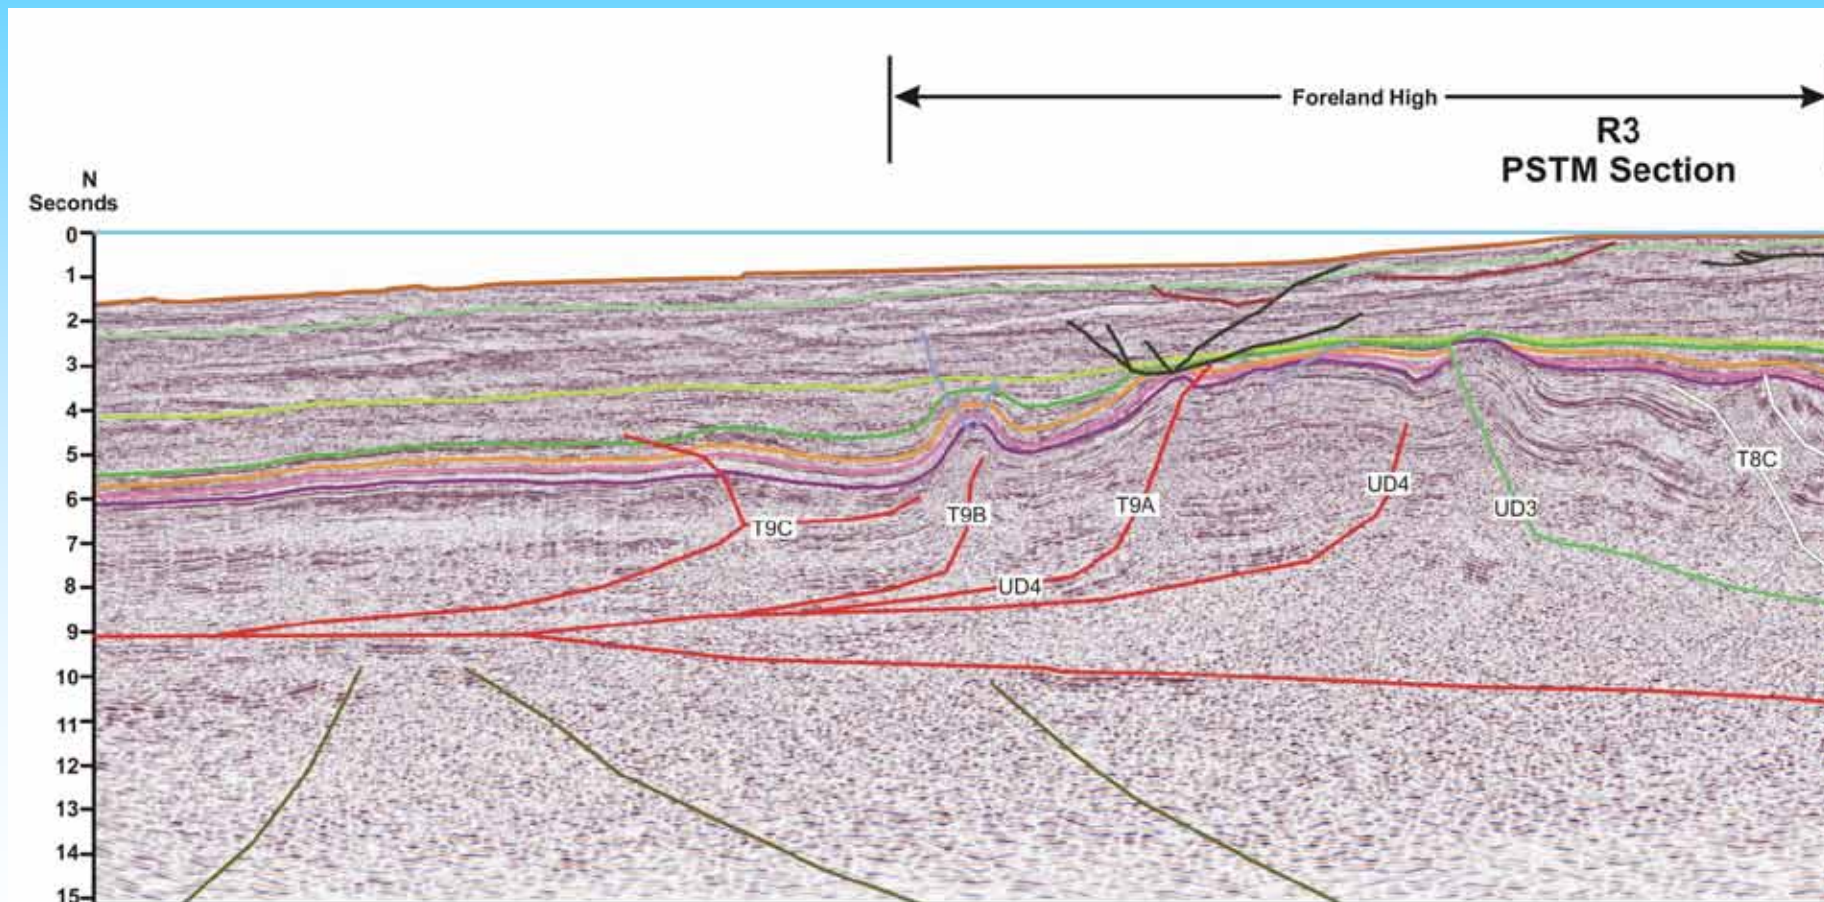 Foreland High
R3
PSTM Section
N
Seconds
0
1
2
3
4
5
6
7
8
9
10
11
12
13
14
15
T8C
UD4
UD3
T9A
T9B
T9C
UD4